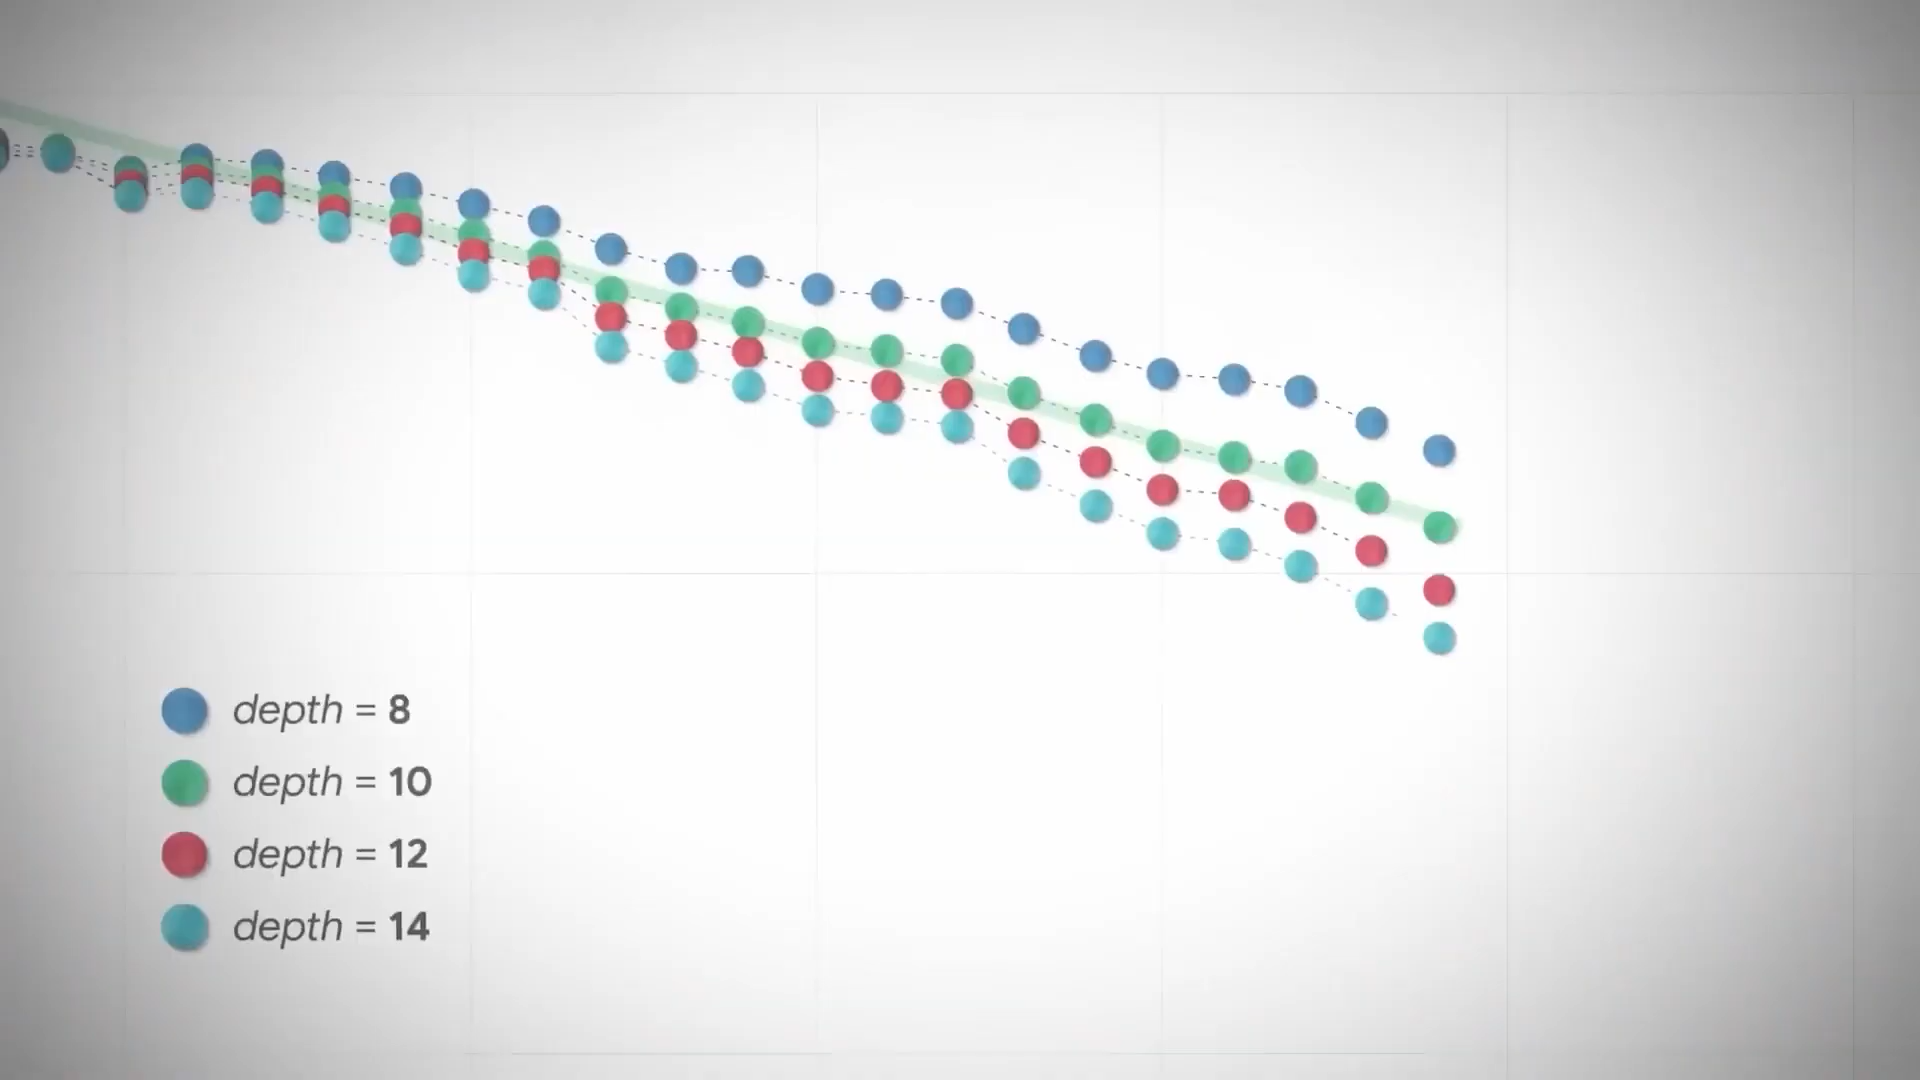 depth = 8
depth = 10
depth = 12
depth = 14